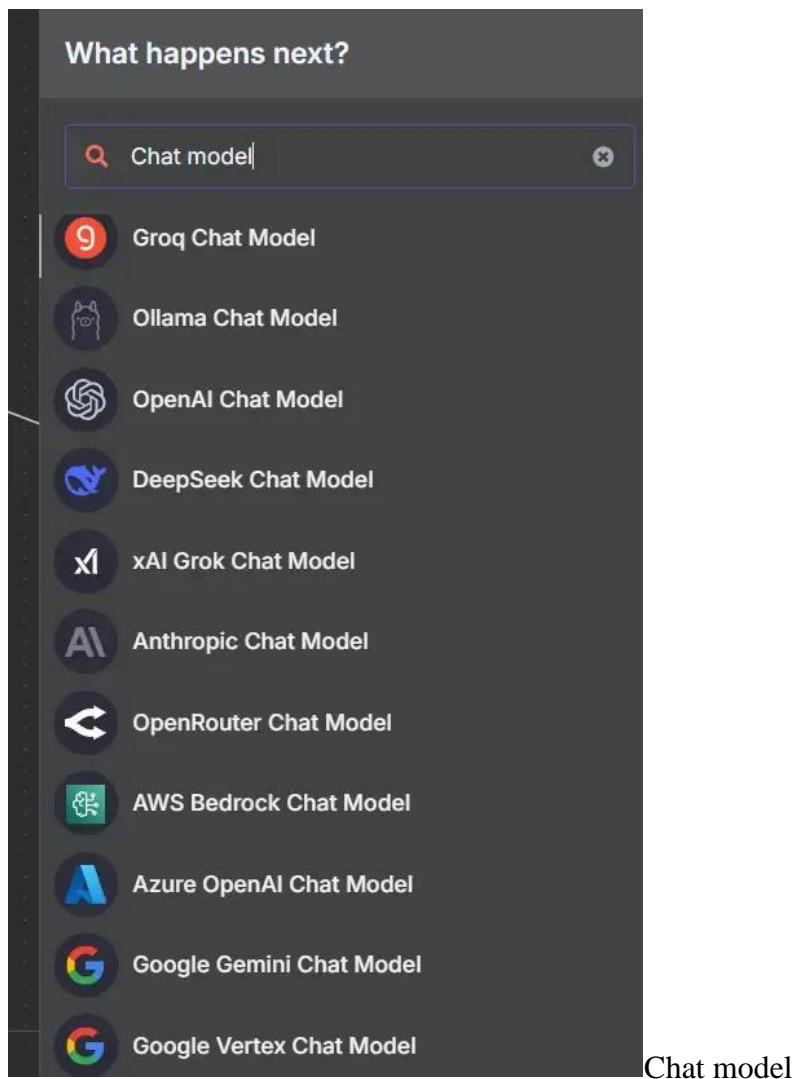 What happens next?
Chat model
Groq Chat Model
Ollama Chat Model
OpenAI Chat Model
DeepSeek Chat Model
xAI Grok Chat Model
Anthropic Chat Model
OpenRouter Chat Model
AWS Bedrock Chat Model
Azure OpenAI Chat Model
Google Gemini Chat Model
Google Vertex Chat Model
Chat model